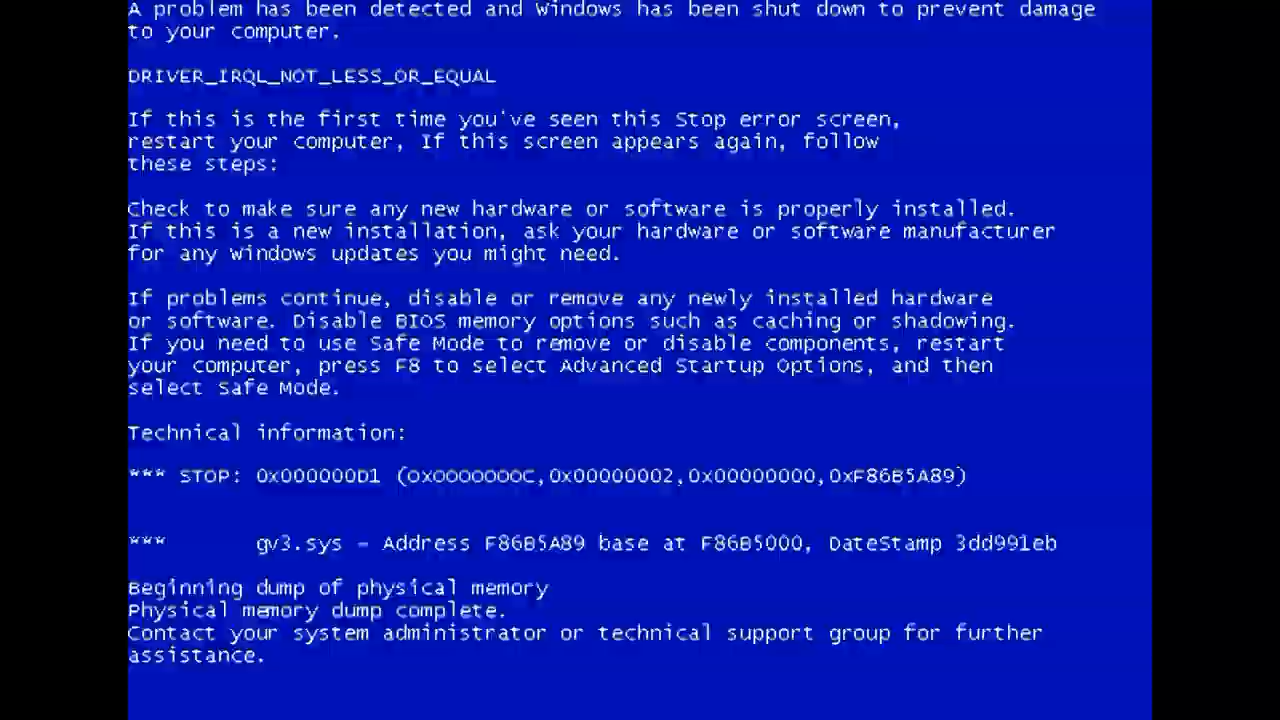 A problem has been detected and Windows has been shut down to prevent damage
to your computer.
DRIVER_IRQL_NOT_LESS_OR_EQUAL
If this is the first time you've seen this Stop error screen,
restart your computer, If this screen appears again, follow
these steps:
Check to make sure any new hardware or software is properly installed.
If this is a new installation, ask your hardware or software manufacturer
for any windows updates you might need.
If problems continue, disable or remove any newly installed hardware
or software. Disable BIOS memory options such as caching or shadowing.
If you need to use Safe Mode to remove or disable components, restart
your computer, press F8 to select Advanced Startup Options, and then
select Safe Mode.
Technical information:
*** STOP: 0x000000D1 (0x0000000C,0x00000002,0x00000000,0xF86B5A89)
*** gv3.sys – Address F86B5A89 base at F86B5000, DateStamp 3dd991eb
Beginning dump of physical memory
Physical memory dump complete.
Contact your system administrator or technical support group for further
assistance.